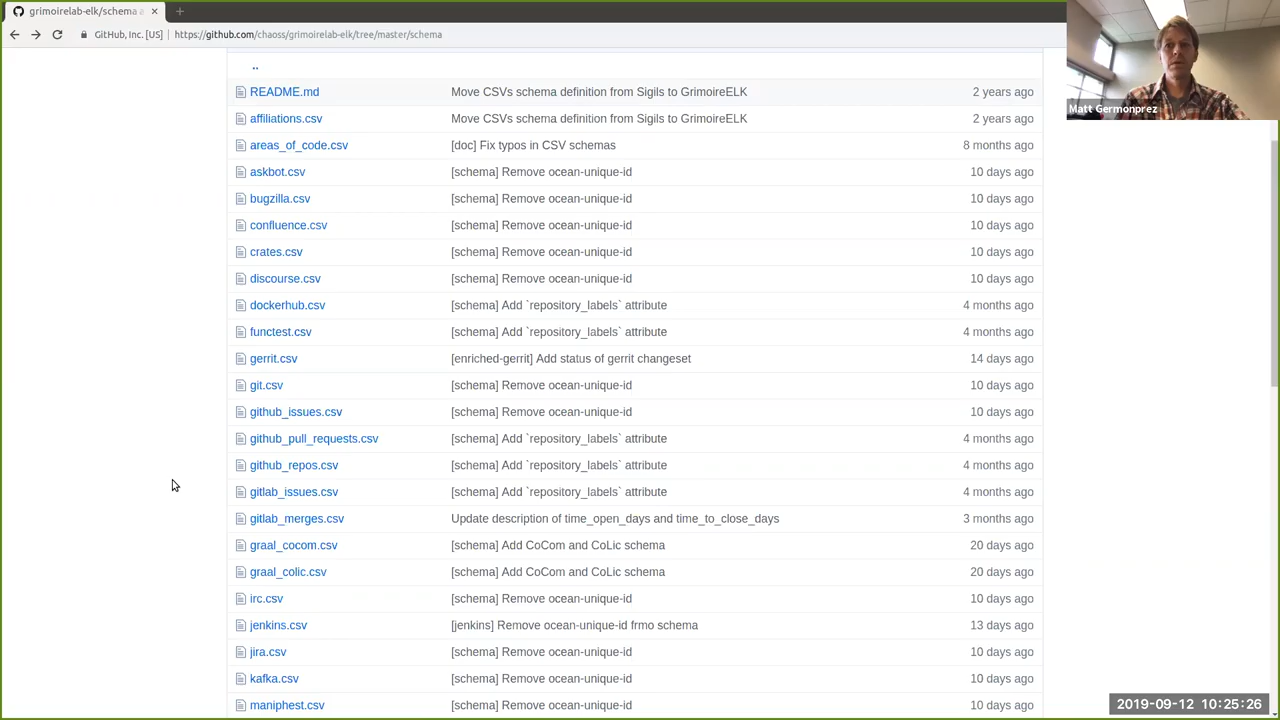 grimoirelab-elk/schema a
GitHub, Inc. [US] https://github.com/chaoss/grimoirelab-elk/tree/master/schema
Matt Germonprez
..
README.md Move CSVs schema definition from Sigils to GrimoireELK 2 years ago
affiliations.csv Move CSVs schema definition from Sigils to GrimoireELK 2 years ago
areas_of_code.csv [doc] Fix typos in CSV schemas 8 months ago
askbot.csv [schema] Remove ocean-unique-id 10 days ago
bugzilla.csv [schema] Remove ocean-unique-id 10 days ago
confluence.csv [schema] Remove ocean-unique-id 10 days ago
crates.csv [schema] Remove ocean-unique-id 10 days ago
discourse.csv [schema] Remove ocean-unique-id 10 days ago
dockerhub.csv [schema] Add `repository_labels` attribute 4 months ago
functest.csv [schema] Add `repository_labels` attribute 4 months ago
gerrit.csv [enriched-gerrit] Add status of gerrit changeset 14 days ago
git.csv [schema] Remove ocean-unique-id 10 days ago
github_issues.csv [schema] Remove ocean-unique-id 10 days ago
github_pull_requests.csv [schema] Add `repository_labels` attribute 4 months ago
github_repos.csv [schema] Add `repository_labels` attribute 4 months ago
gitlab_issues.csv [schema] Add `repository_labels` attribute 4 months ago
gitlab_merges.csv Update description of time_open_days and time_to_close_days 3 months ago
graal_cocom.csv [schema] Add CoCom and CoLic schema 20 days ago
graal_colic.csv [schema] Add CoCom and CoLic schema 20 days ago
irc.csv [schema] Remove ocean-unique-id 10 days ago
jenkins.csv [jenkins] Remove ocean-unique-id frmo schema 13 days ago
jira.csv [schema] Remove ocean-unique-id 10 days ago
kafka.csv [schema] Remove ocean-unique-id 10 days ago
maniphest.csv [schema] Remove ocean-unique-id 10 days ago
2019-09-12 10:25:26